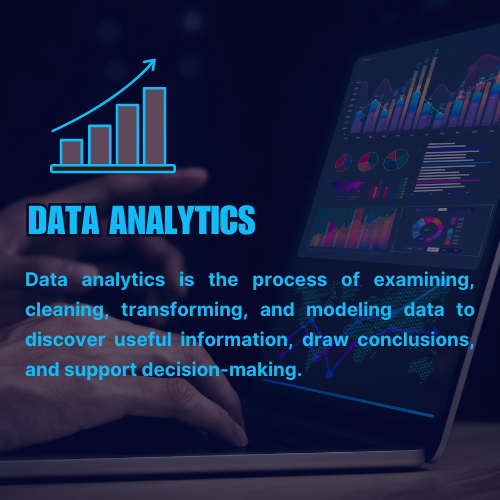 DATA ANALYTICS
Data analytics is the process of examining,
cleaning, transforming, and modeling data to
discover useful information, draw conclusions,
and support decision-making.